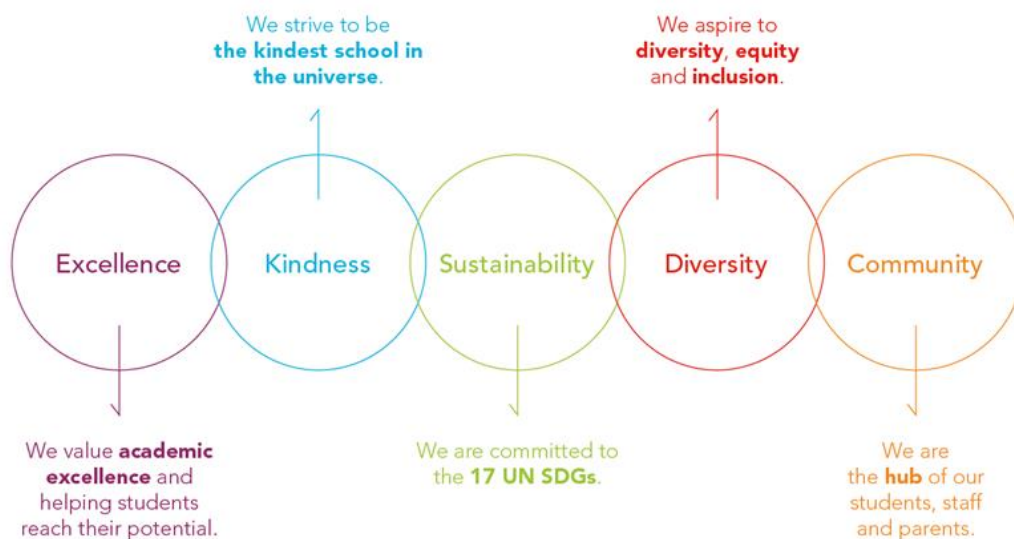 We strive to be
the kindest school in
the universe.
We aspire to
diversity, equity
and inclusion.
Excellence
Kindness
Sustainability
Diversity
Community
We value academic
excellence and
helping students
reach their potential.
We are committed to
the 17 UN SDGs.
We are
the hub of our
students, staff
and parents.